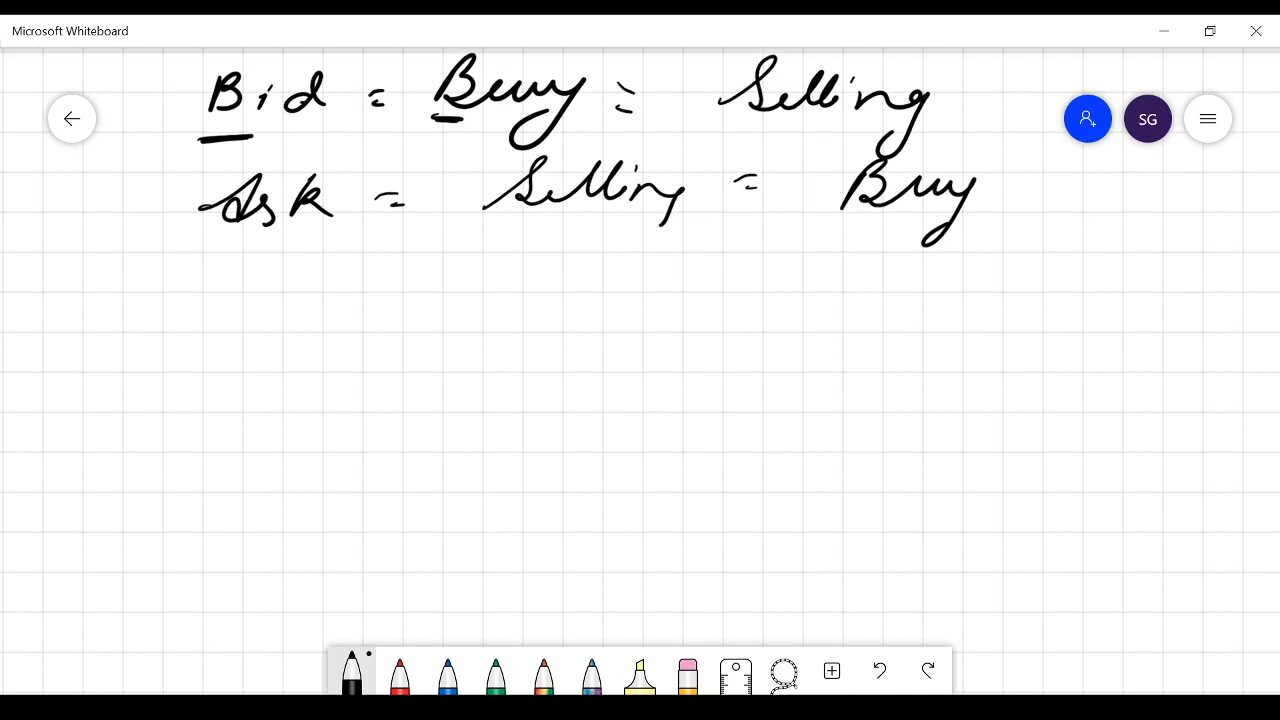 Microsoft Whiteboard
Bid = Buy = Selling
SG
Ask = Selling = Buy